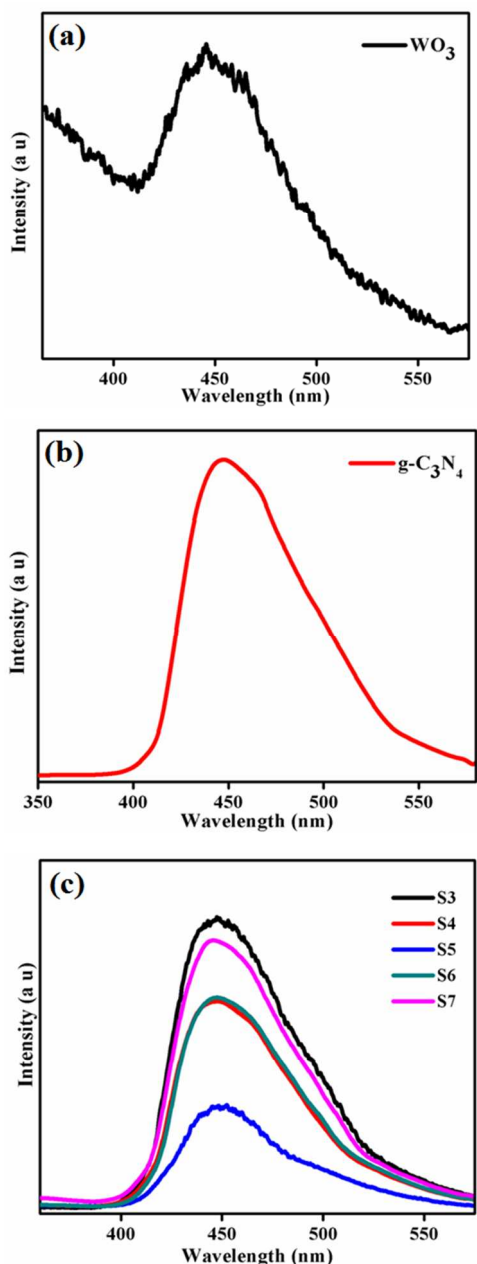 (a)
WO3
Intensity (a u)
400 450 500 550
Wavelength (nm)
(b)
g-C3N4
Intensity (a u)
350 400 450 500 550
Wavelength (nm)
(c)
S3
S4
S5
S6
S7
Intensity (a u)
400 450 500 550
Wavelength (nm)